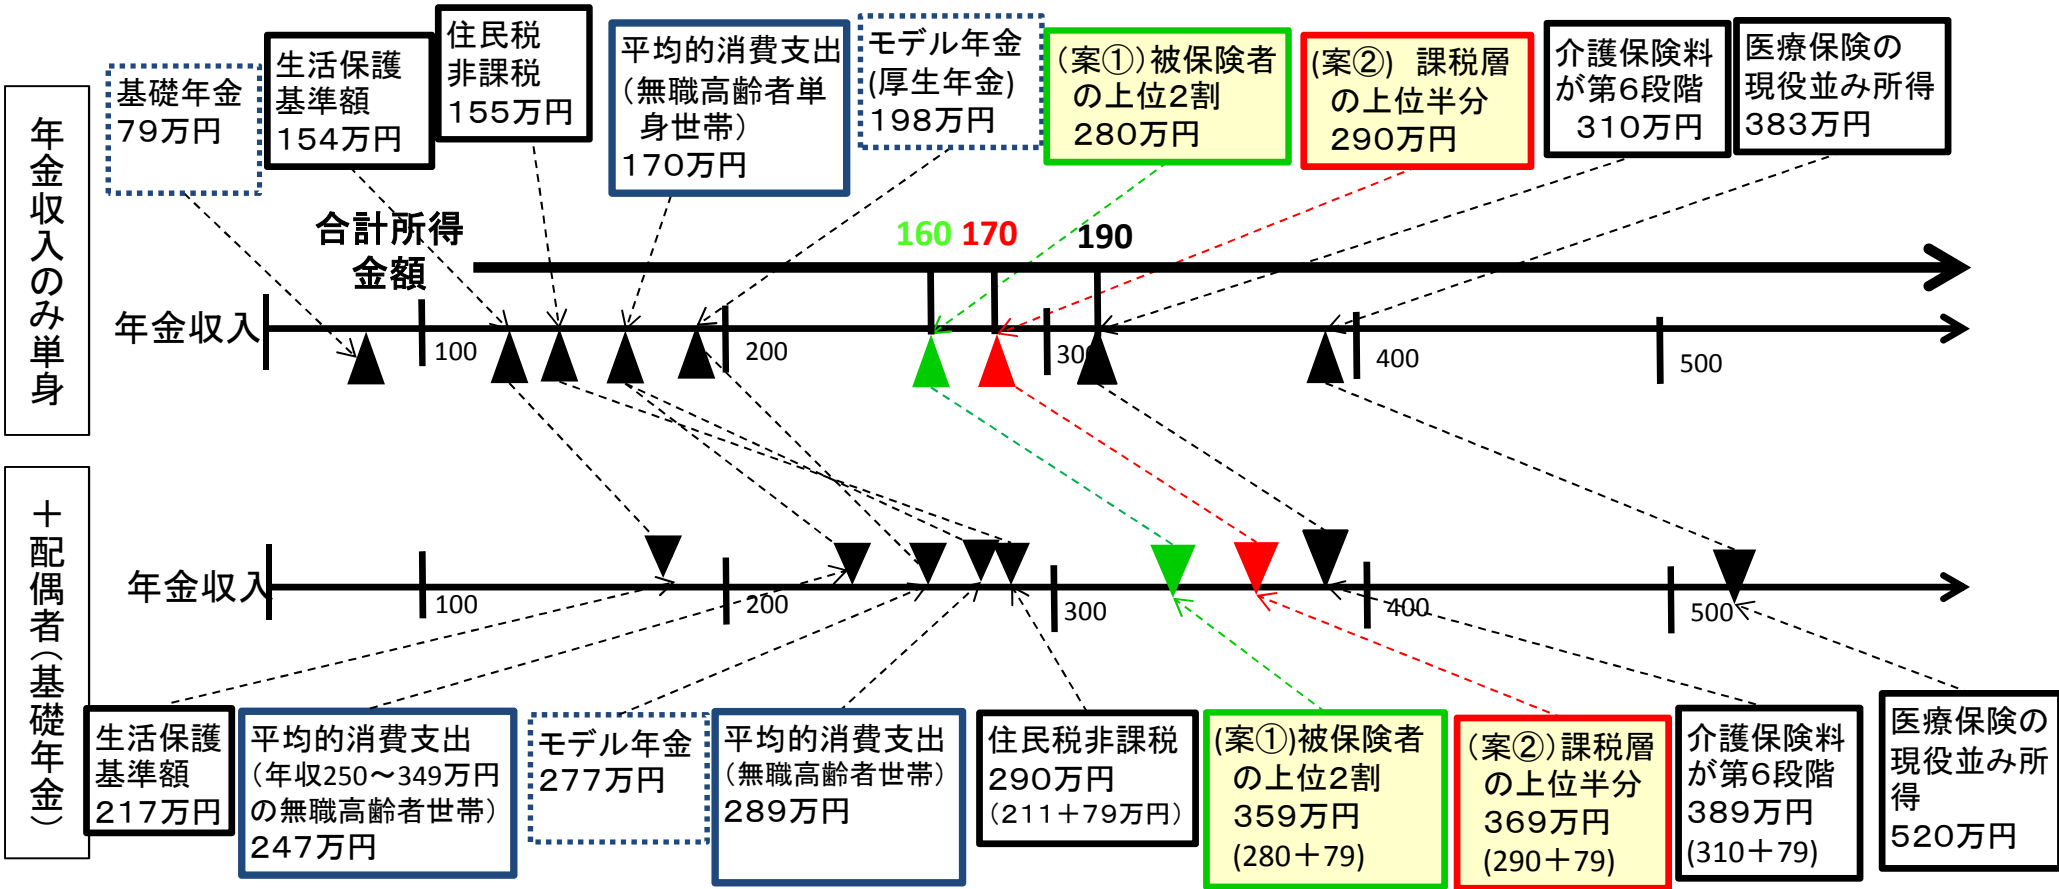 年金収入のみ単身
基礎年金
79万円
生活保護
基準額
154万円
住民税
非課税
155万円
平均的消費支出
（無職高齢者単
身世帯）
170万円
モデル年金
(厚生年金)
198万円
（案①）被保険者
の上位2割
280万円
(案②)　課税層
の上位半分
290万円
介護保険料
が第6段階
310万円
医療保険の
現役並み所得
383万円
合計所得
金額
160
170
190
年金収入
100
200
300
400
500
＋配偶者（基礎年金）
年金収入
100
200
300
400
500
生活保護
基準額
217万円
平均的消費支出
（年収250～349万円
の無職高齢者世帯）
247万円
モデル年金
277万円
平均的消費支出
（無職高齢者世帯）
289万円
住民税非課税
290万円
（211＋79万円）
(案①)被保険者
の上位2割
359万円
(280＋79)
（案②）課税層
の上位半分
369万円
(290＋79)
介護保険料
が第6段階
389万円
(310＋79)
医療保険の
現役並み所
得
520万円